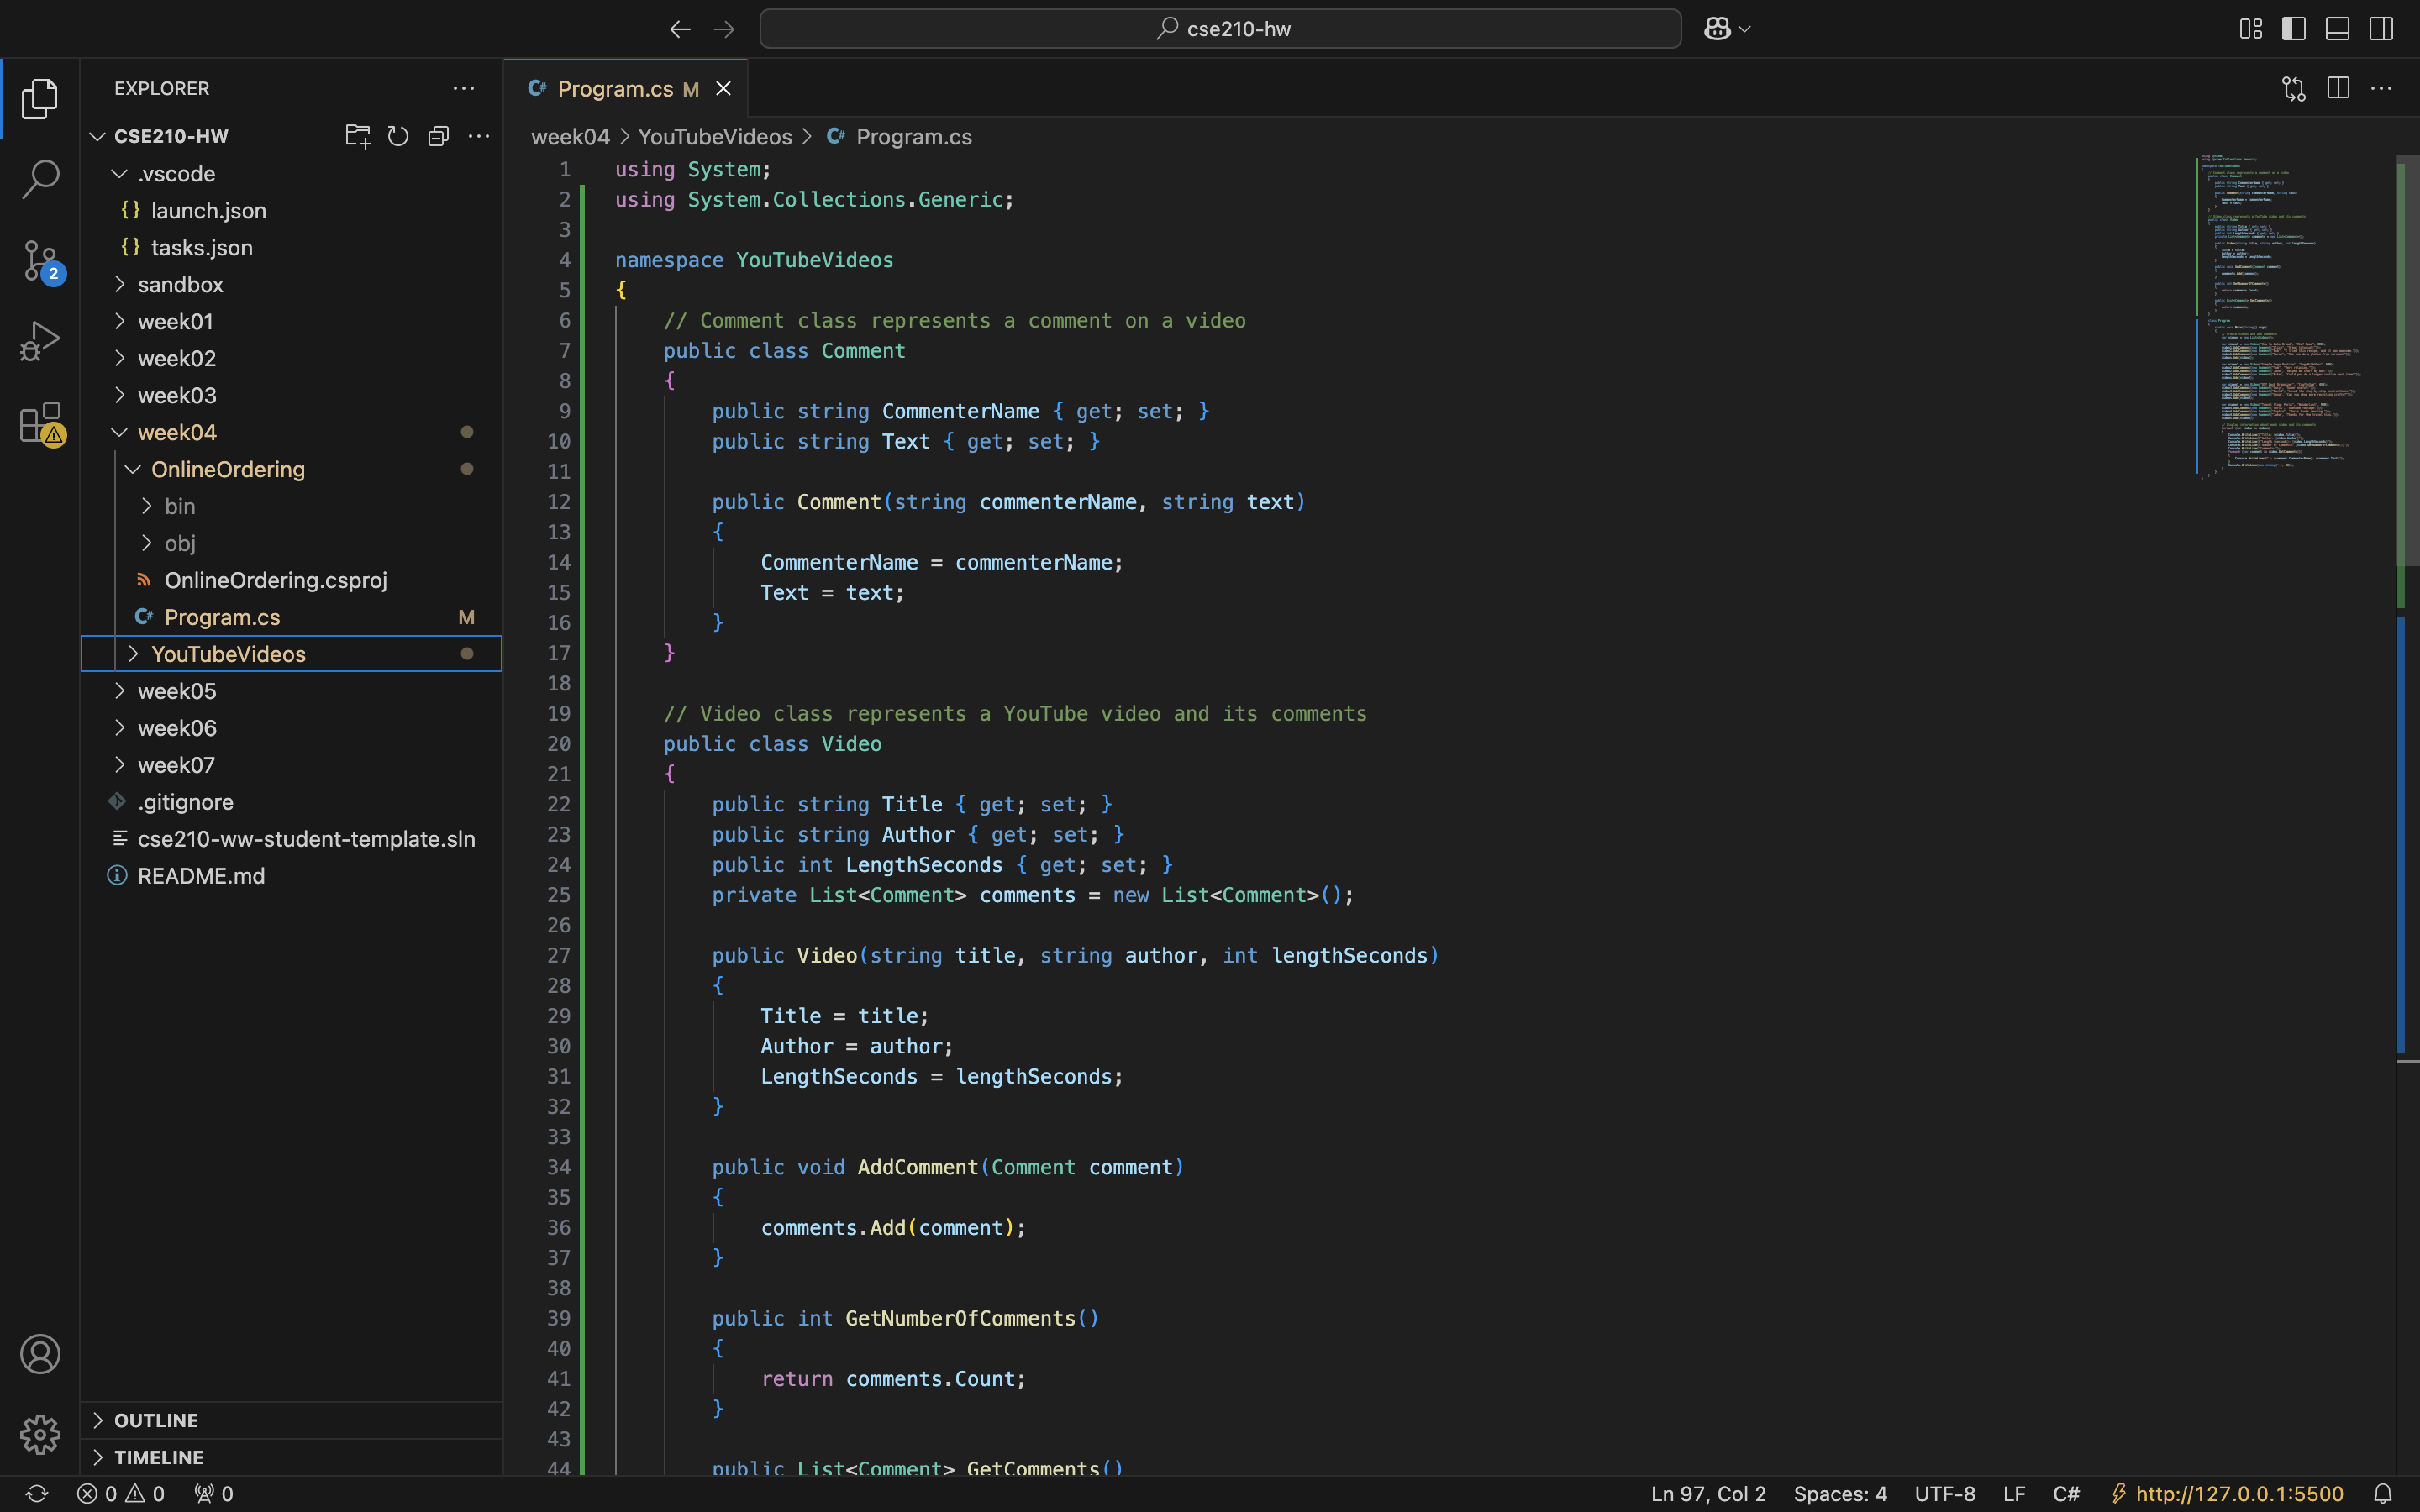 cse210-hw
EXPLORER
CSE210-HW
.vscode
launch.json
tasks.json
sandbox
week01
week02
week03
week04
OnlineOrdering
bin
obj
OnlineOrdering.csproj
Program.cs M
YouTubeVideos
week05
week06
week07
.gitignore
cse210-ww-student-template.sln
README.md
OUTLINE
TIMELINE
2
Program.cs M
week04 > YouTubeVideos > Program.cs
1 using System;
2 using System.Collections.Generic;
3
4 namespace YouTubeVideos
5 {
6 // Comment class represents a comment on a video
7 public class Comment
8 {
9 public string CommenterName { get; set; }
10 public string Text { get; set; }
11
12 public Comment(string commenterName, string text)
13 {
14 CommenterName = commenterName;
15 Text = text;
16 }
17 }
18
19 // Video class represents a YouTube video and its comments
20 public class Video
21 {
22 public string Title { get; set; }
23 public string Author { get; set; }
24 public int LengthSeconds { get; set; }
25 private List<Comment> comments = new List<Comment>();
26
27 public Video(string title, string author, int lengthSeconds)
28 {
29 Title = title;
30 Author = author;
31 LengthSeconds = lengthSeconds;
32 }
33
34 public void AddComment(Comment comment)
35 {
36 comments.Add(comment);
37 }
38
39 public int GetNumberOfComments()
40 {
41 return comments.Count;
42 }
43
44 public List<Comment> GetComments()
0 0 0
Ln 97, Col 2 Spaces: 4 UTF-8 LF C# http://127.0.0.1:5500